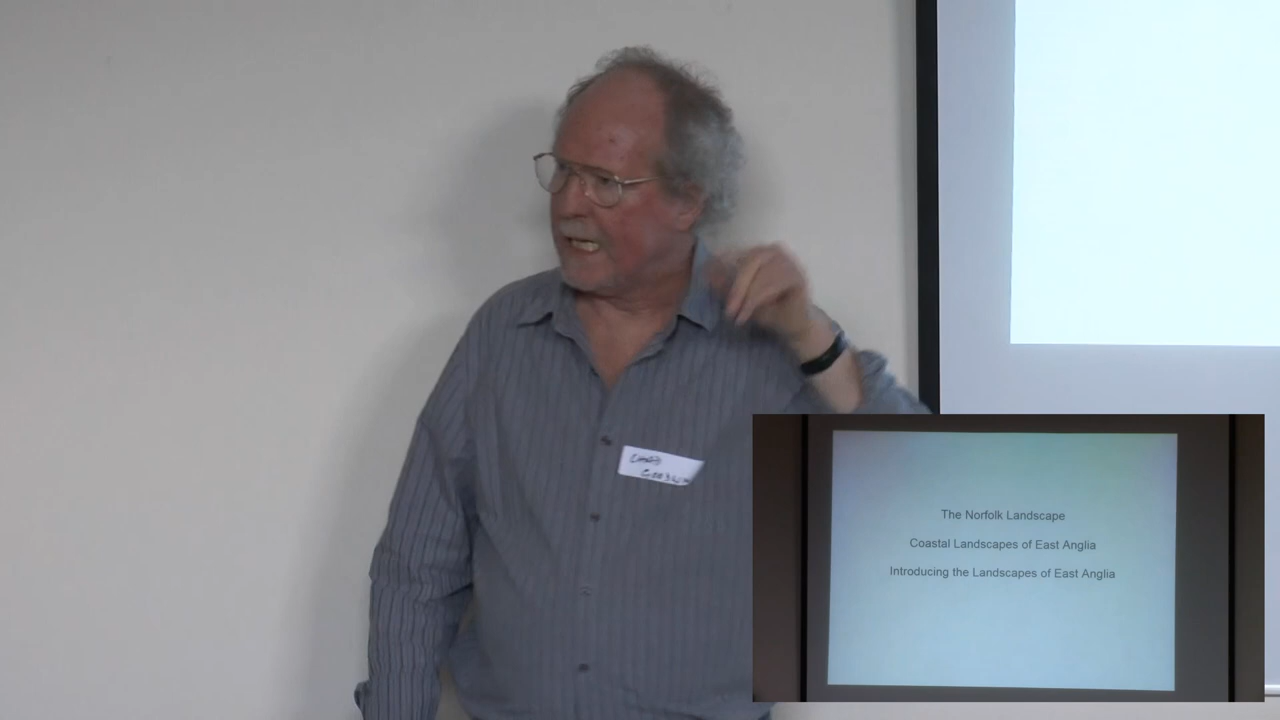 The Norfolk Landscape
Coastal Landscapes of East Anglia
Introducing the Landscapes of East Anglia